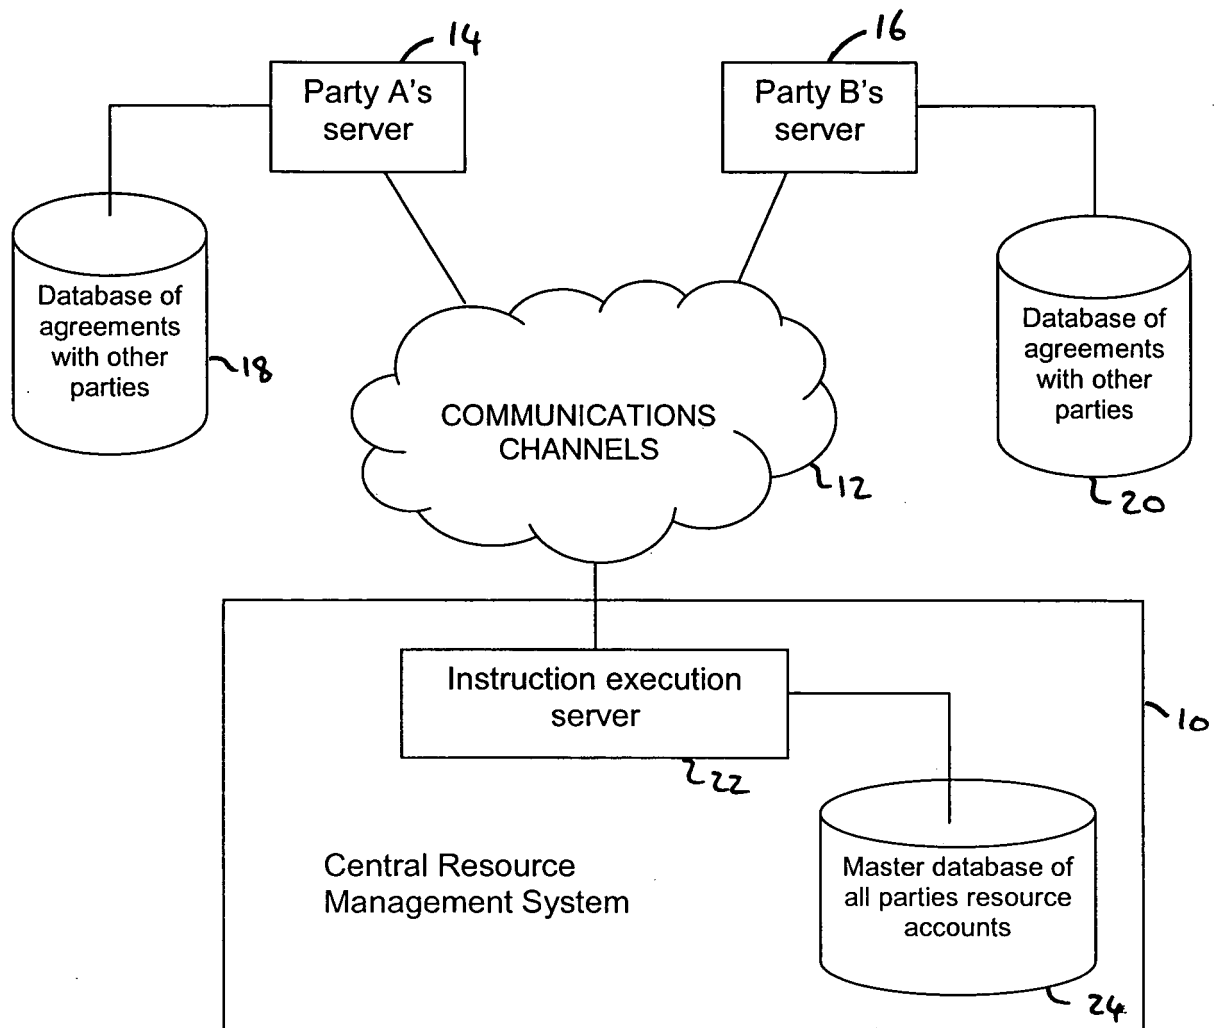 14
16
Party A's
server
Party B's
server
Database of
agreements
with other
parties
18
Database of
agreements
with other
parties
20
COMMUNICATIONS
CHANNELS
12
Instruction execution
server
22
10
Central Resource
Management System
Master database of
all parties resource
accounts
24